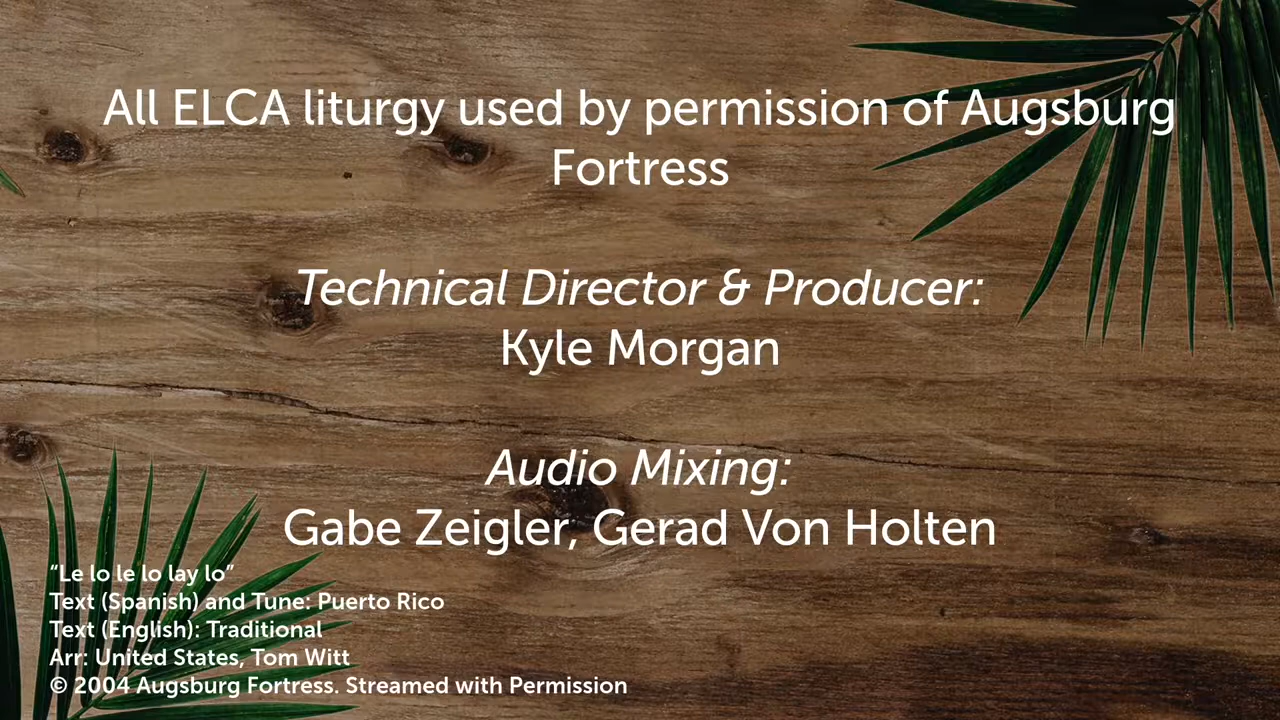 All ELCA liturgy used by permission of Augsburg
Fortress
Technical Director & Producer:
Kyle Morgan
Audio Mixing:
Gabe Zeigler, Gerad Von Holten
“Le lo le lo lay lo”
Text (Spanish) and Tune: Puerto Rico
Text (English): Traditional
Arr: United States, Tom Witt
© 2004 Augsburg Fortress. Streamed with Permission